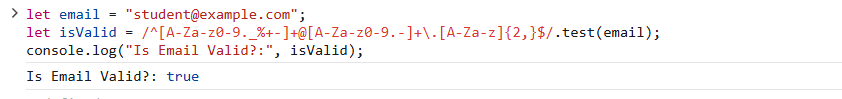 > let email = "student@example.com";
let isValid = /^[A-Za-z0-9._%+-]+@[A-Za-z0-9.-]+\.[A-Za-z]{2,}$/.test(email);
console.log("Is Email Valid?:", isValid);
Is Email Valid?: true